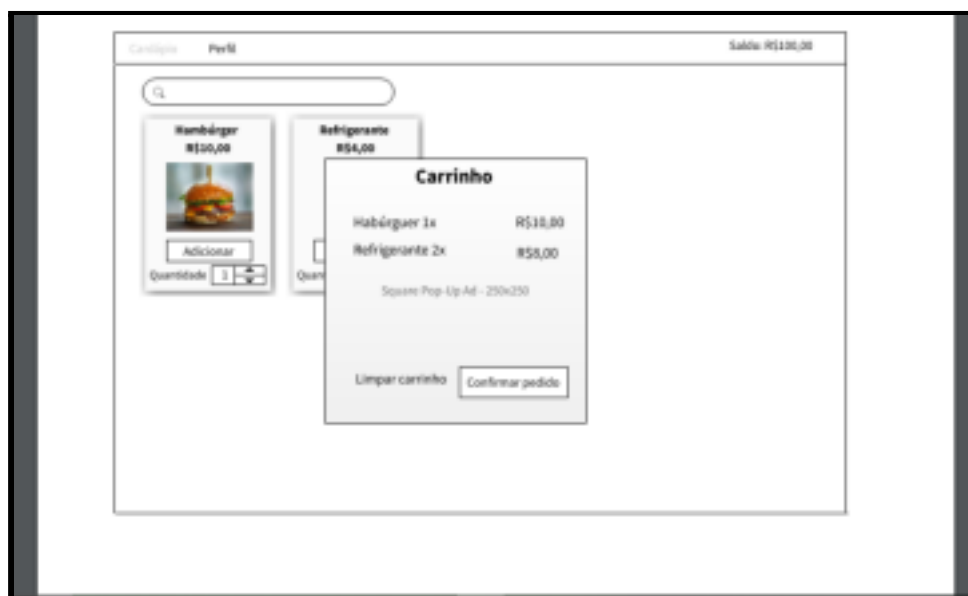 Cardápio Perfil Saldo: R$100,00
Hambúrger
R$10,00
Adicionar
Quantidade 1
Refrigerante
R$4,00
Quan
Carrinho
Habúrguer 1x R$10,00
Refrigerante 2x R$8,00
Square Pop-Up Ad - 250x250
Limpar carrinho Confirmar pedido